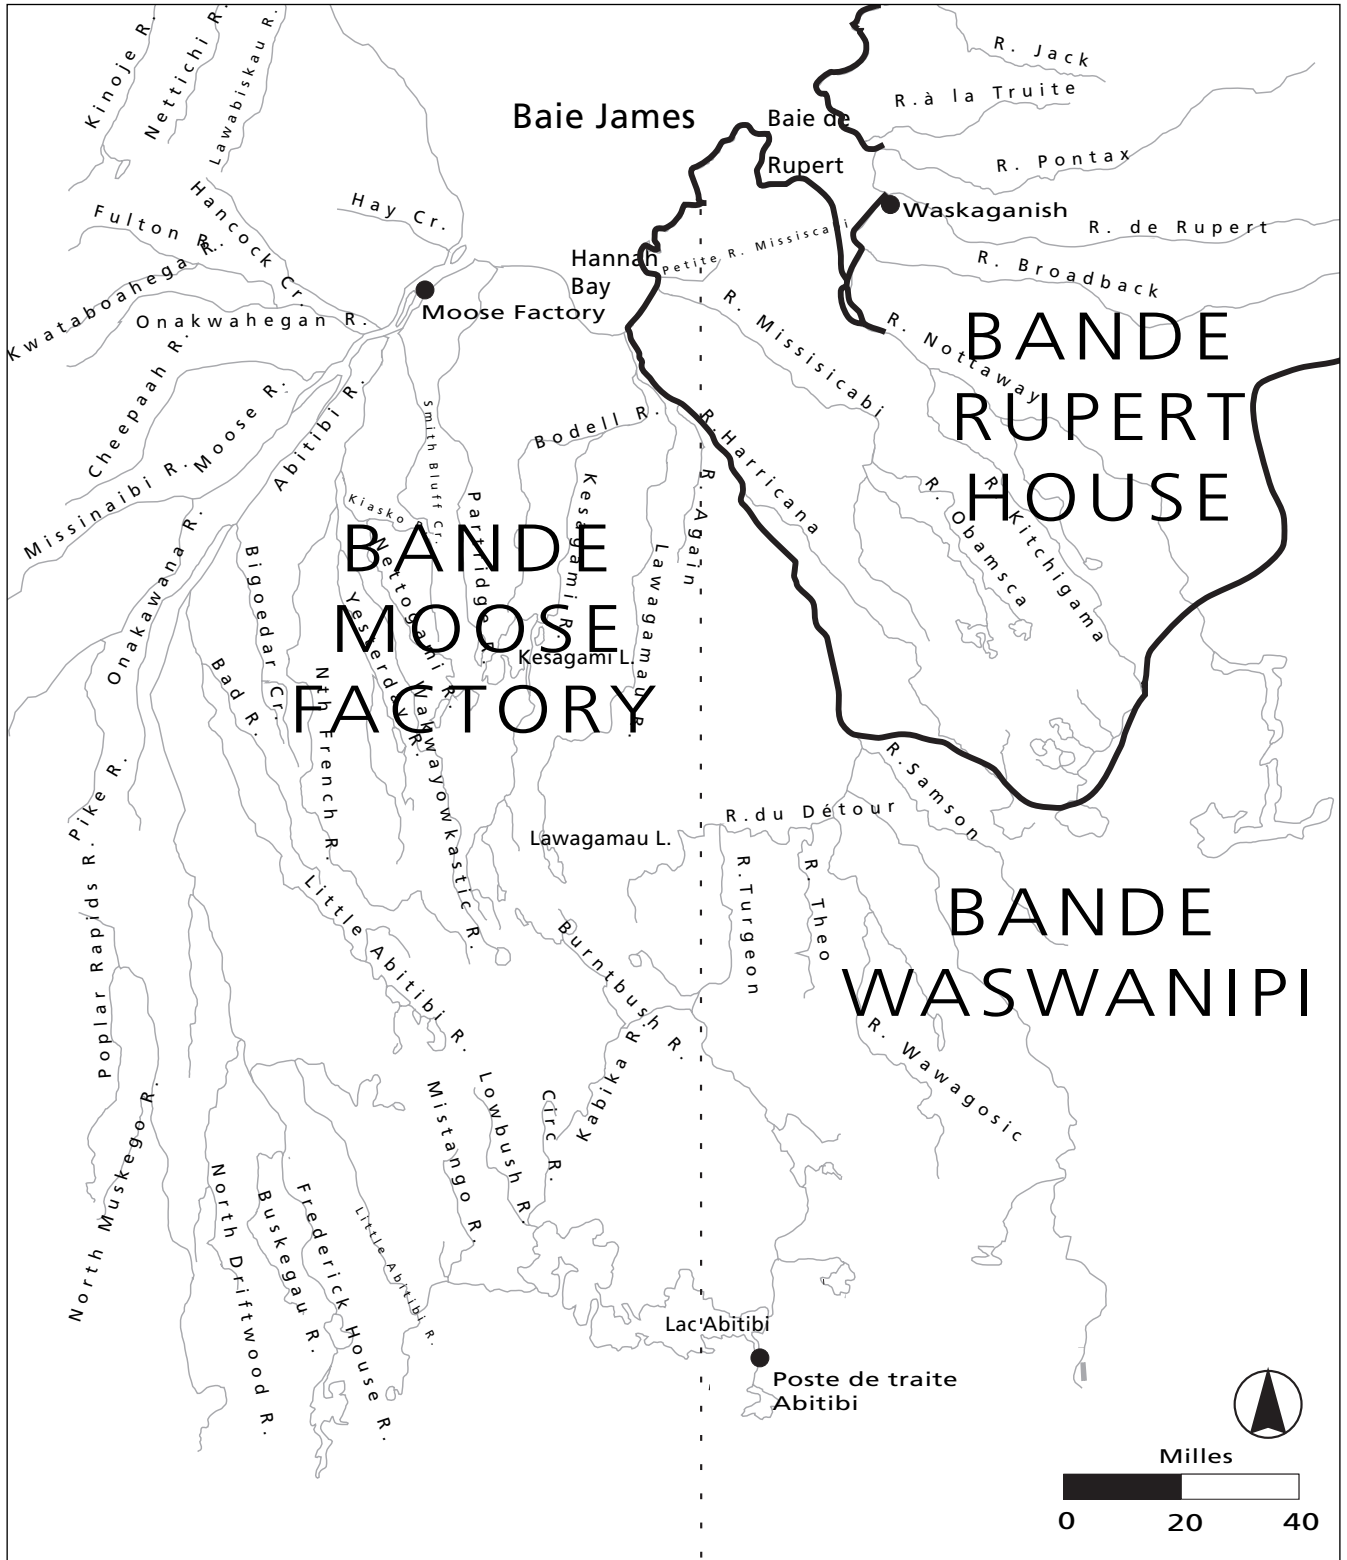 Kinoje R.
Nettichi R.
Lawabiskau R.
R. Jack
R. à la Truite
Baie James
Baie de
Rupert
R. Pontax
Hancock Cr.
Hay Cr.
Waskaganish
Fulton R.
R. de Rupert
Petite R. Missiscabi
Kwataboahega R.
Hannah
Bay
R. Broadback
Moose Factory
Onakwahegan R.
R. Missisicabi
R. Nottaway
BANDE
RUPERT
HOUSE
Cheepaah R.
Moose R.
Abitibi R.
Smith Bluff Cr.
Bodell R.
R. Harricana
Missinaibi R.
Kiasko R.
Partridge R.
Kesagami R.
R. Again
R. Obamsca
R. Kitchigama
BANDE
MOOSE
FACTORY
Onakawana R.
Bigoedar Cr.
Nettogami R.
Yesterday R.
Lawagamau R.
Kesagami L.
Bad R.
Nth French R.
Wakwayowkastic R.
R. Samson
Pike R.
R. du Détour
Lawagamau L.
Poplar Rapids R.
Little Abitibi R.
Burntbush R.
R. Turgeon
R. Theo
BANDE
WASWANIPI
R. Wawagosic
Kabika R.
North Muskego R.
Mistango R.
Lowbush R.
Circ R.
North Driftwood R.
Buskegau R.
Frederick House R.
Little Abitibi R.
Lac Abitibi
Poste de traite
Abitibi
Milles
0 20 40